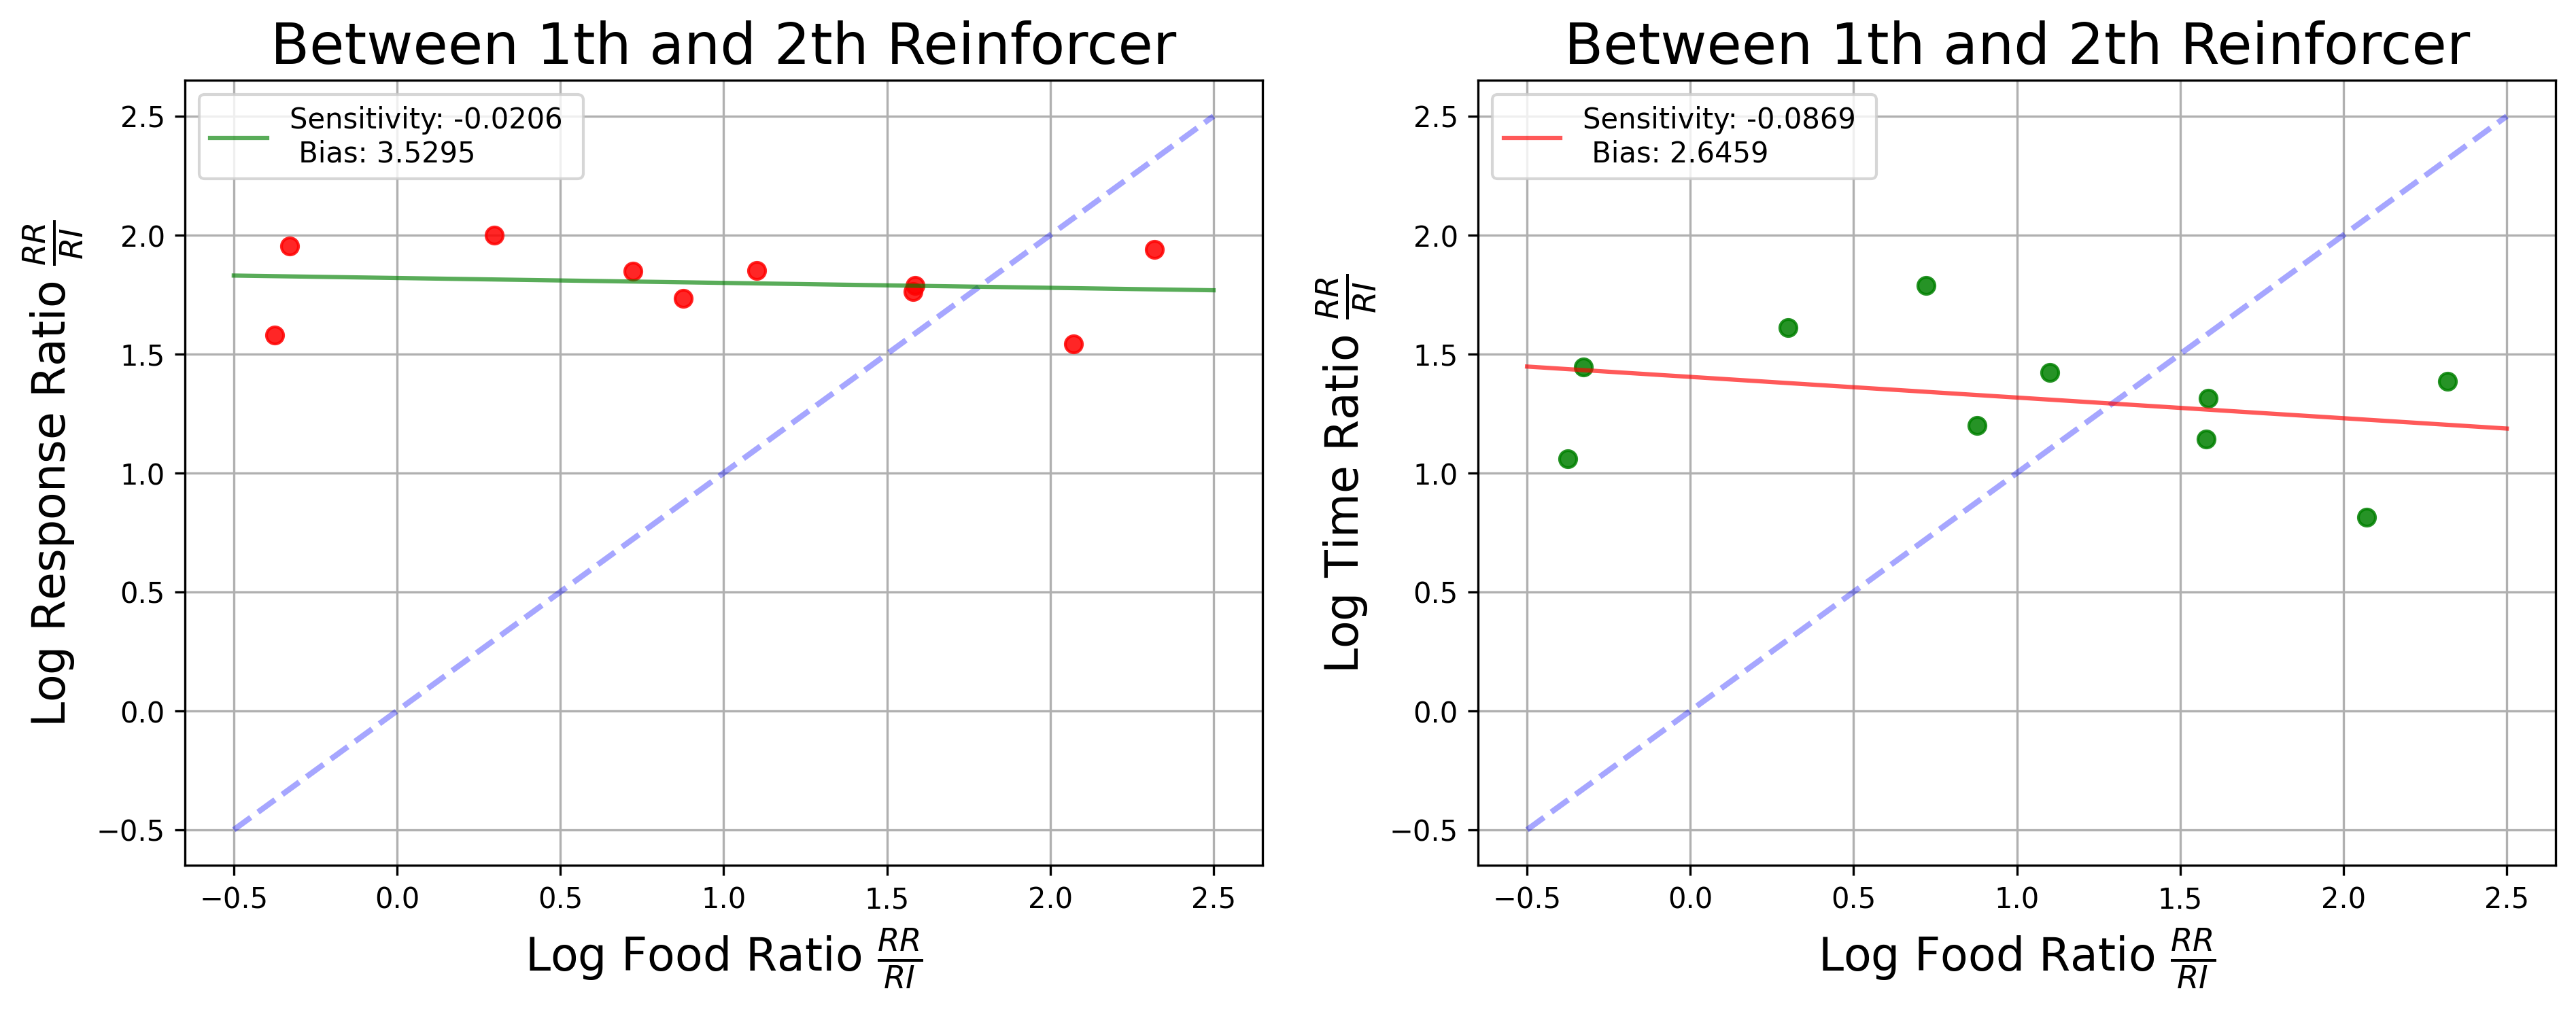 Between 1th and 2th Reinforcer
Sensitivity: -0.0206
Bias: 3.5295
Log Response Ratio RR/RI
2.5
2.0
1.5
1.0
0.5
0.0
−0.5
−0.5 0.0 0.5 1.0 1.5 2.0 2.5
Log Food Ratio RR/RI
Between 1th and 2th Reinforcer
Sensitivity: -0.0869
Bias: 2.6459
Log Time Ratio RR/RI
2.5
2.0
1.5
1.0
0.5
0.0
−0.5
−0.5 0.0 0.5 1.0 1.5 2.0 2.5
Log Food Ratio RR/RI